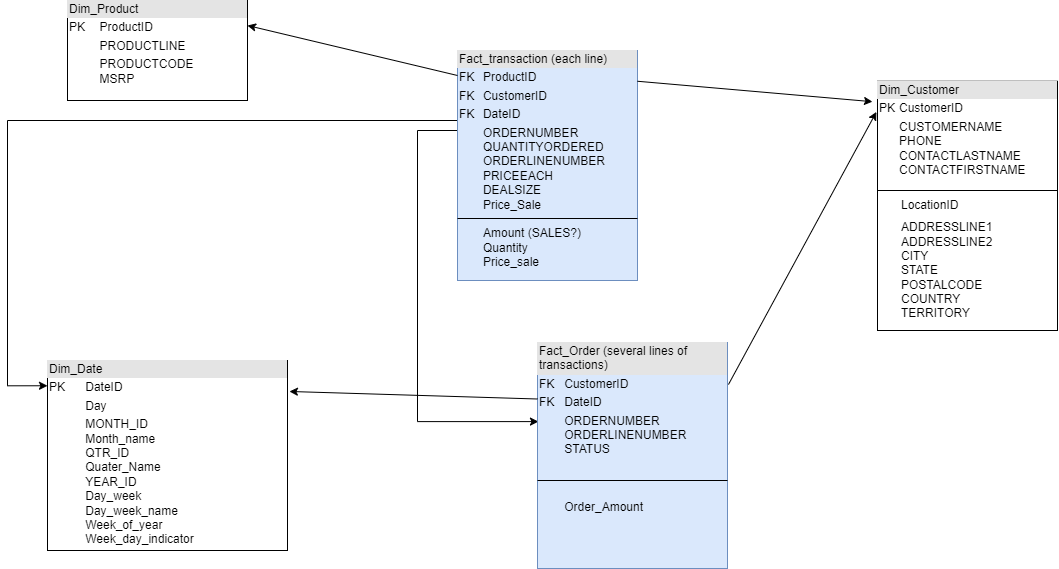 Dim_Product
PK ProductID
PRODUCTLINE
PRODUCTCODE
MSRP
Fact_transaction (each line)
FK ProductID
FK CustomerID
FK DateID
ORDERNUMBER
QUANTITYORDERED
ORDERLINENUMBER
PRICEEACH
DEALSIZE
Price_Sale
Amount (SALES?)
Quantity
Price_sale
Dim_Customer
PK CustomerID
CUSTOMERNAME
PHONE
CONTACTLASTNAME
CONTACTFIRSTNAME
LocationID
ADDRESSLINE1
ADDRESSLINE2
CITY
STATE
POSTALCODE
COUNTRY
TERRITORY
Dim_Date
PK DateID
Day
MONTH_ID
Month_name
QTR_ID
Quater_Name
YEAR_ID
Day_week
Day_week_name
Week_of_year
Week_day_indicator
Fact_Order (several lines of
transactions)
FK CustomerID
FK DateID
ORDERNUMBER
ORDERLINENUMBER
STATUS
Order_Amount